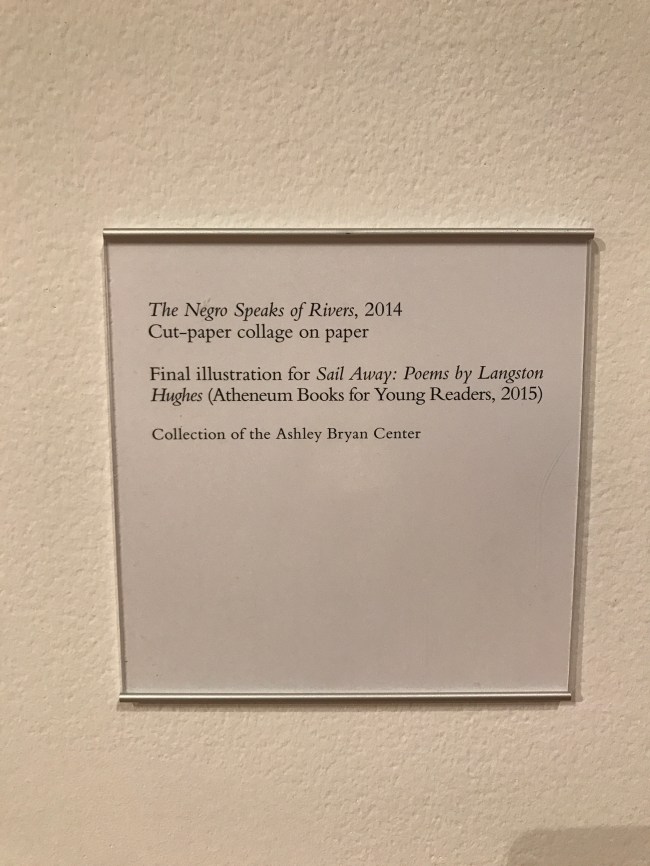 The Negro Speaks of Rivers, 2014
Cut-paper collage on paper
Final illustration for Sail Away: Poems by Langston
Hughes (Atheneum Books for Young Readers, 2015)
Collection of the Ashley Bryan Center